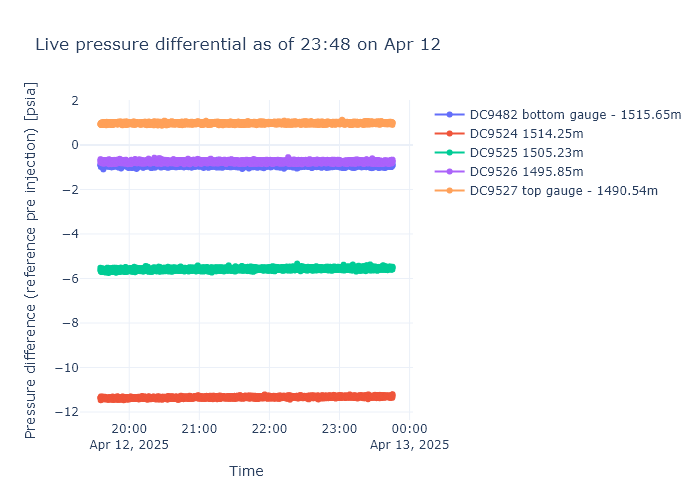 Live pressure differential as of 23:48 on Apr 12
Pressure difference (reference pre injection) [psia]
2
0
−2
−4
−6
−8
−10
−12
20:00
Apr 12, 2025
21:00
22:00
23:00
00:00
Apr 13, 2025
Time
DC9482 bottom gauge - 1515.65m
DC9524 1514.25m
DC9525 1505.23m
DC9526 1495.85m
DC9527 top gauge - 1490.54m